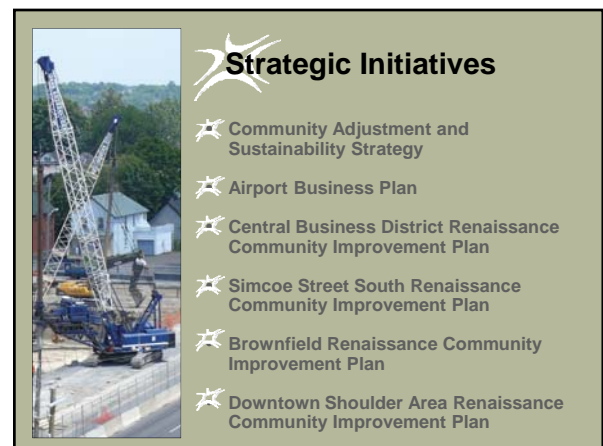 Strategic Initiatives
Community Adjustment and
Sustainability Strategy
Airport Business Plan
Central Business District Renaissance
Community Improvement Plan
Simcoe Street South Renaissance
Community Improvement Plan
Brownfield Renaissance Community
Improvement Plan
Downtown Shoulder Area Renaissance
Community Improvement Plan